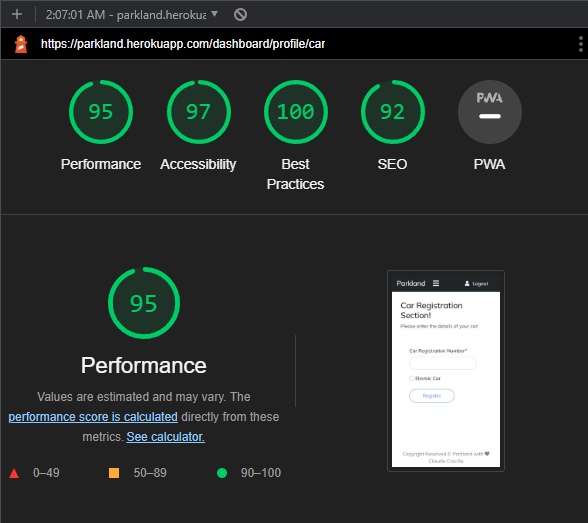 2:07:01 AM - parkland.heroku
https://parkland.herokuapp.com/dashboard/profile/car
95
97
100
92
PWA
Performance
Accessibility
Best
Practices
SEO
PWA
95
Performance
Values are estimated and may vary. The
performance score is calculated directly from these
metrics. See calculator.
0–49
50–89
90–100
Parkland
Logout
Car Registration
Section!
Please enter the details of your car!
Car Registration Number*
Electric Car
Register
Copyright Reserved © Parkland with